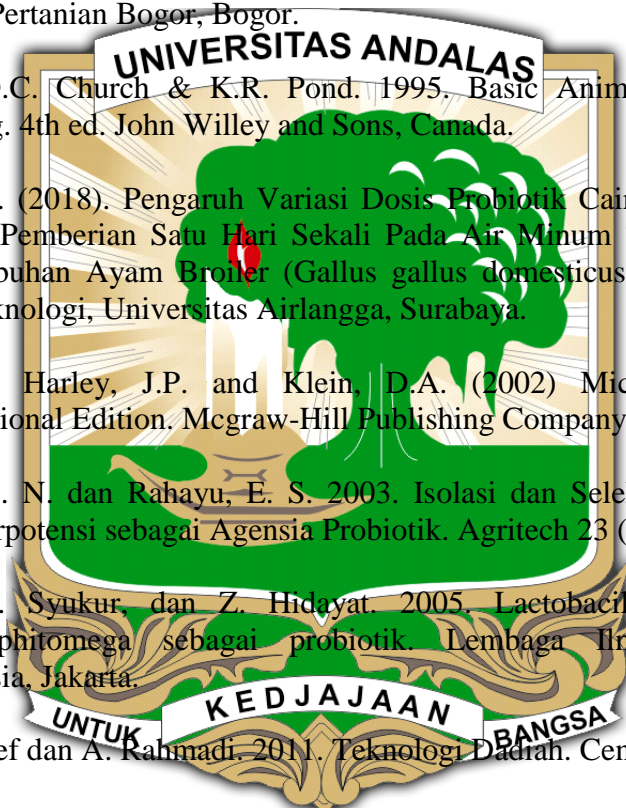 Pertanian Bogor, Bogor.
UNIVERSITAS ANDALAS
.C. Church & K.R. Pond. 1995. Basic Anim
. 4th ed. John Willey and Sons, Canada.
. (2018). Pengaruh Variasi Dosis Probiotik Cair
Pemberian Satu Hari Sekali Pada Air Minum
buhan Ayam Broiler (Gallus gallus domesticus
knologi, Universitas Airlangga, Surabaya.
Harley, J.P. and Klein, D.A. (2002) Mic
ional Edition. Mcgraw-Hill Publishing Company
. N. dan Rahayu, E. S. 2003. Isolasi dan Sele
rpotensi sebagai Agensia Probiotik. Agritech 23 (
. Syukur, dan Z. Hidayat. 2005. Lactobacil
phitomega sebagai probiotik. Lembaga Il
sia, Jakarta.
UNTUK KEDJAJAAN BANGSA
ef dan A. Rahmadi. 2011. Teknologi Dadiah. Cen